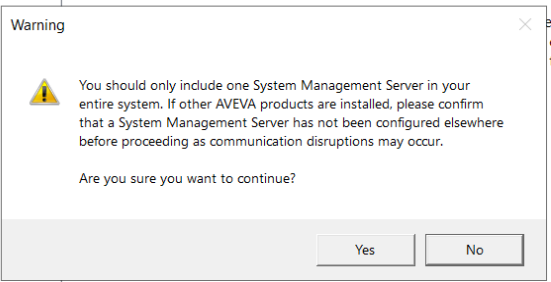 Warning
You should only include one System Management Server in your
entire system. If other AVEVA products are installed, please confirm
that a System Management Server has not been configured elsewhere
before proceeding as communication disruptions may occur.
Are you sure you want to continue?
Yes
No